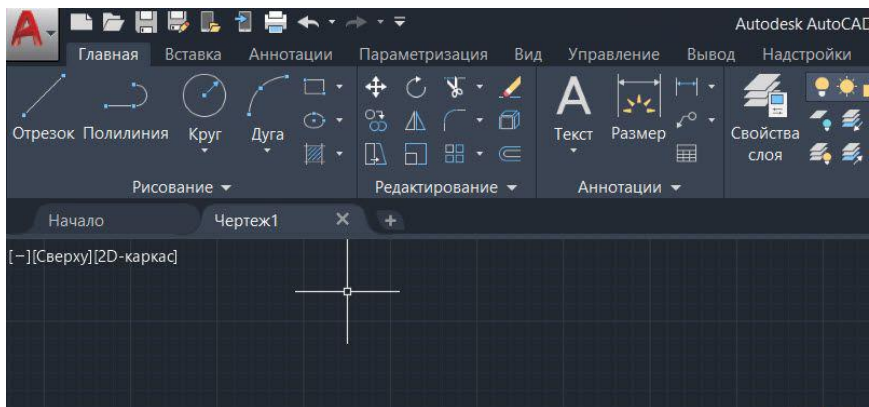 Autodesk AutoCAD
Главная Вставка Аннотации Параметризация Вид Управление Вывод Надстройки
A
Отрезок Полилиния Круг Дуга Текст Размер Свойства слоя
Рисование Редактирование Аннотации
Начало Чертеж1
[−][Сверху][2D-каркас]